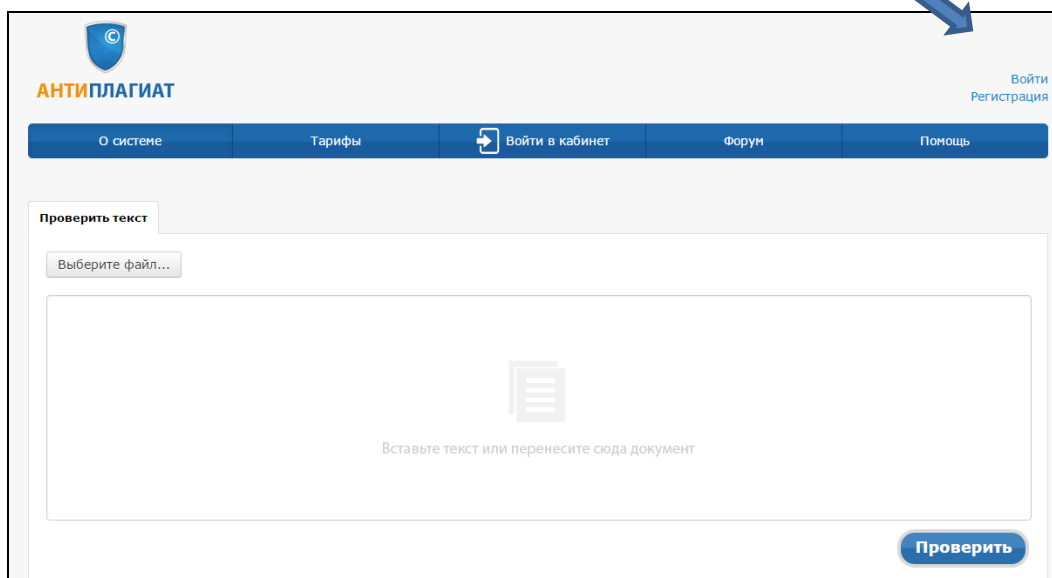 ©
АНТИПЛАГИАТ
Войти
Регистрация
О системе Тарифы Войти в кабинет Форум Помощь
Проверить текст
Выберите файл...
Вставьте текст или перенесите сюда документ
Проверить